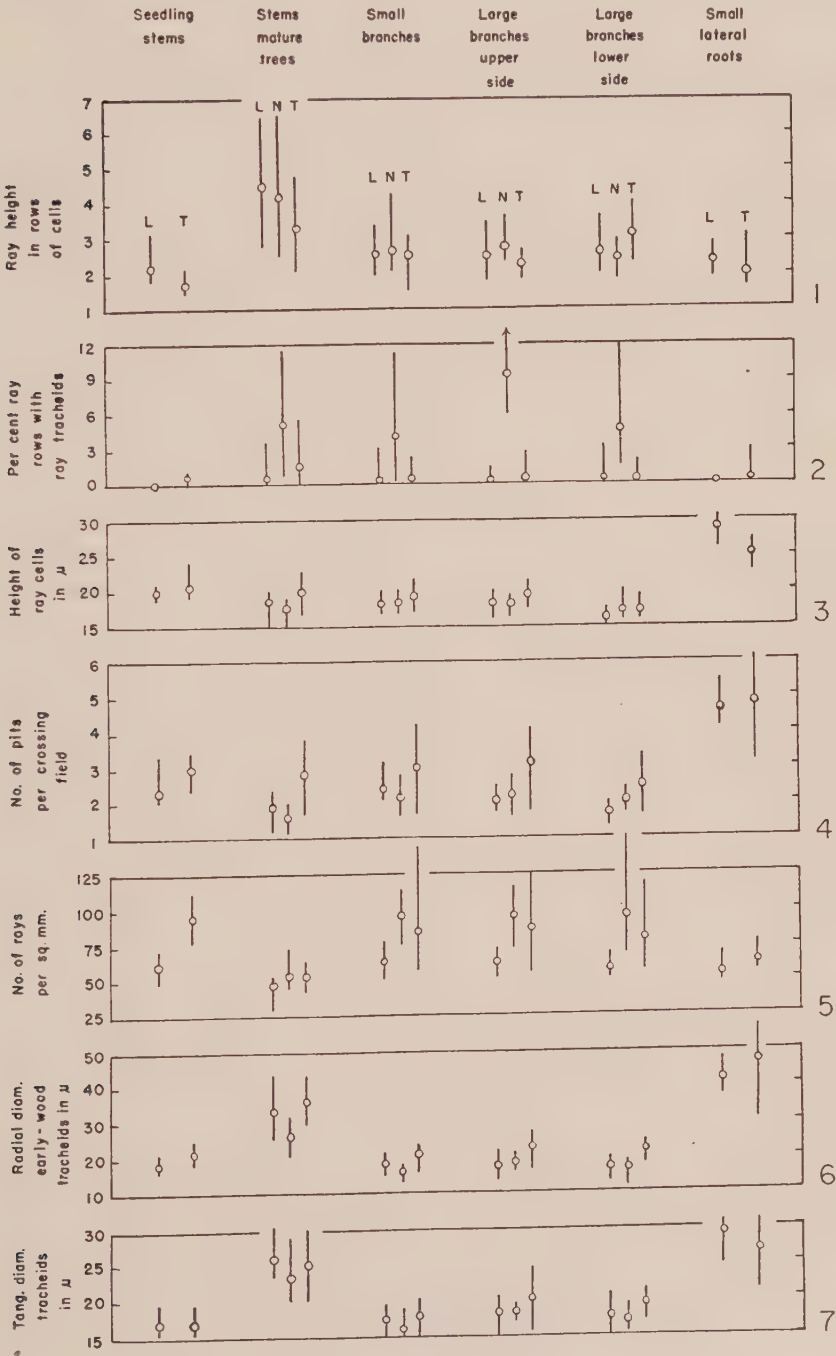 Seedling stems
Stems mature trees
Small branches
Large branches upper side
Large branches lower side
Small lateral roots
Ray height in rows of cells
7
6
5
4
3
2
1
L T
L N T
L N T
L N T
L N T
L T
1
Per cent ray rows with ray tracheids
12
9
6
3
0
2
Height of ray cells in μ
30
25
20
15
3
No. of pits per crossing field
6
5
4
3
2
1
4
No. of rays per sq. mm.
125
100
75
50
25
5
Radial diam. early-wood tracheids in μ
50
40
30
20
10
6
Tang. diam. tracheids in μ
30
25
20
15
7